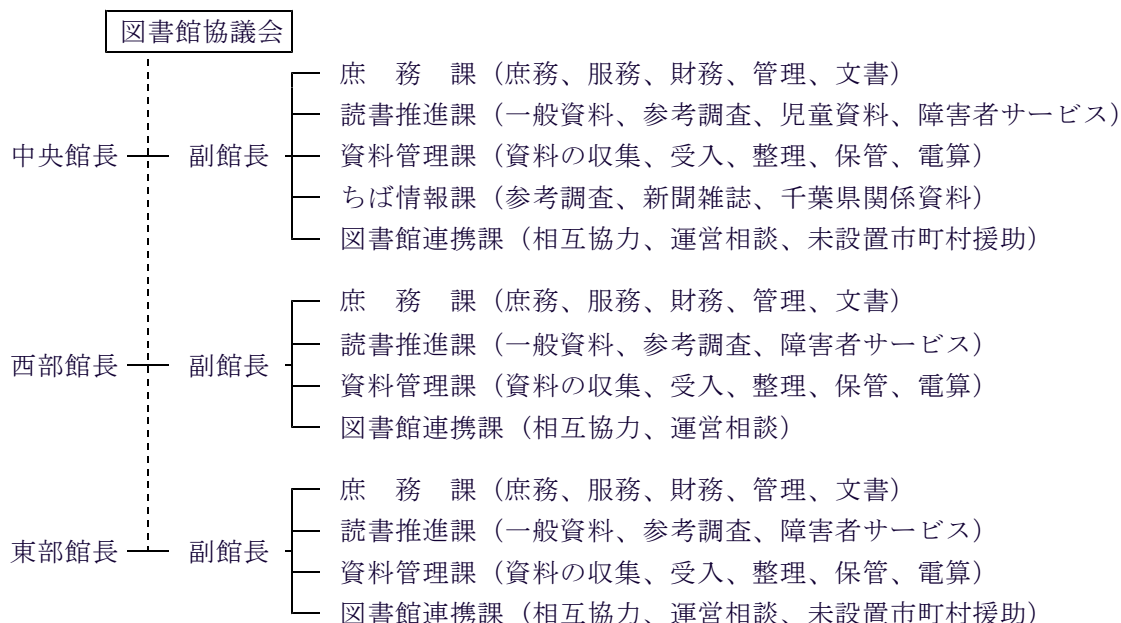 図書館協議会
庶　務　課（庶務、服務、財務、管理、文書）
読書推進課（一般資料、参考調査、児童資料、障害者サービス）
中央館長 副館長 資料管理課（資料の収集、受入、整理、保管、電算）
ちば情報課（参考調査、新聞雑誌、千葉県関係資料）
図書館連携課（相互協力、運営相談、未設置市町村援助）
庶　務　課（庶務、服務、財務、管理、文書）
読書推進課（一般資料、参考調査、障害者サービス）
西部館長 副館長 資料管理課（資料の収集、受入、整理、保管、電算）
図書館連携課（相互協力、運営相談）
庶　務　課（庶務、服務、財務、管理、文書）
読書推進課（一般資料、参考調査、障害者サービス）
東部館長 副館長
資料管理課（資料の収集、受入、整理、保管、電算）
図書館連携課（相互協力、運営相談、未設置市町村援助）